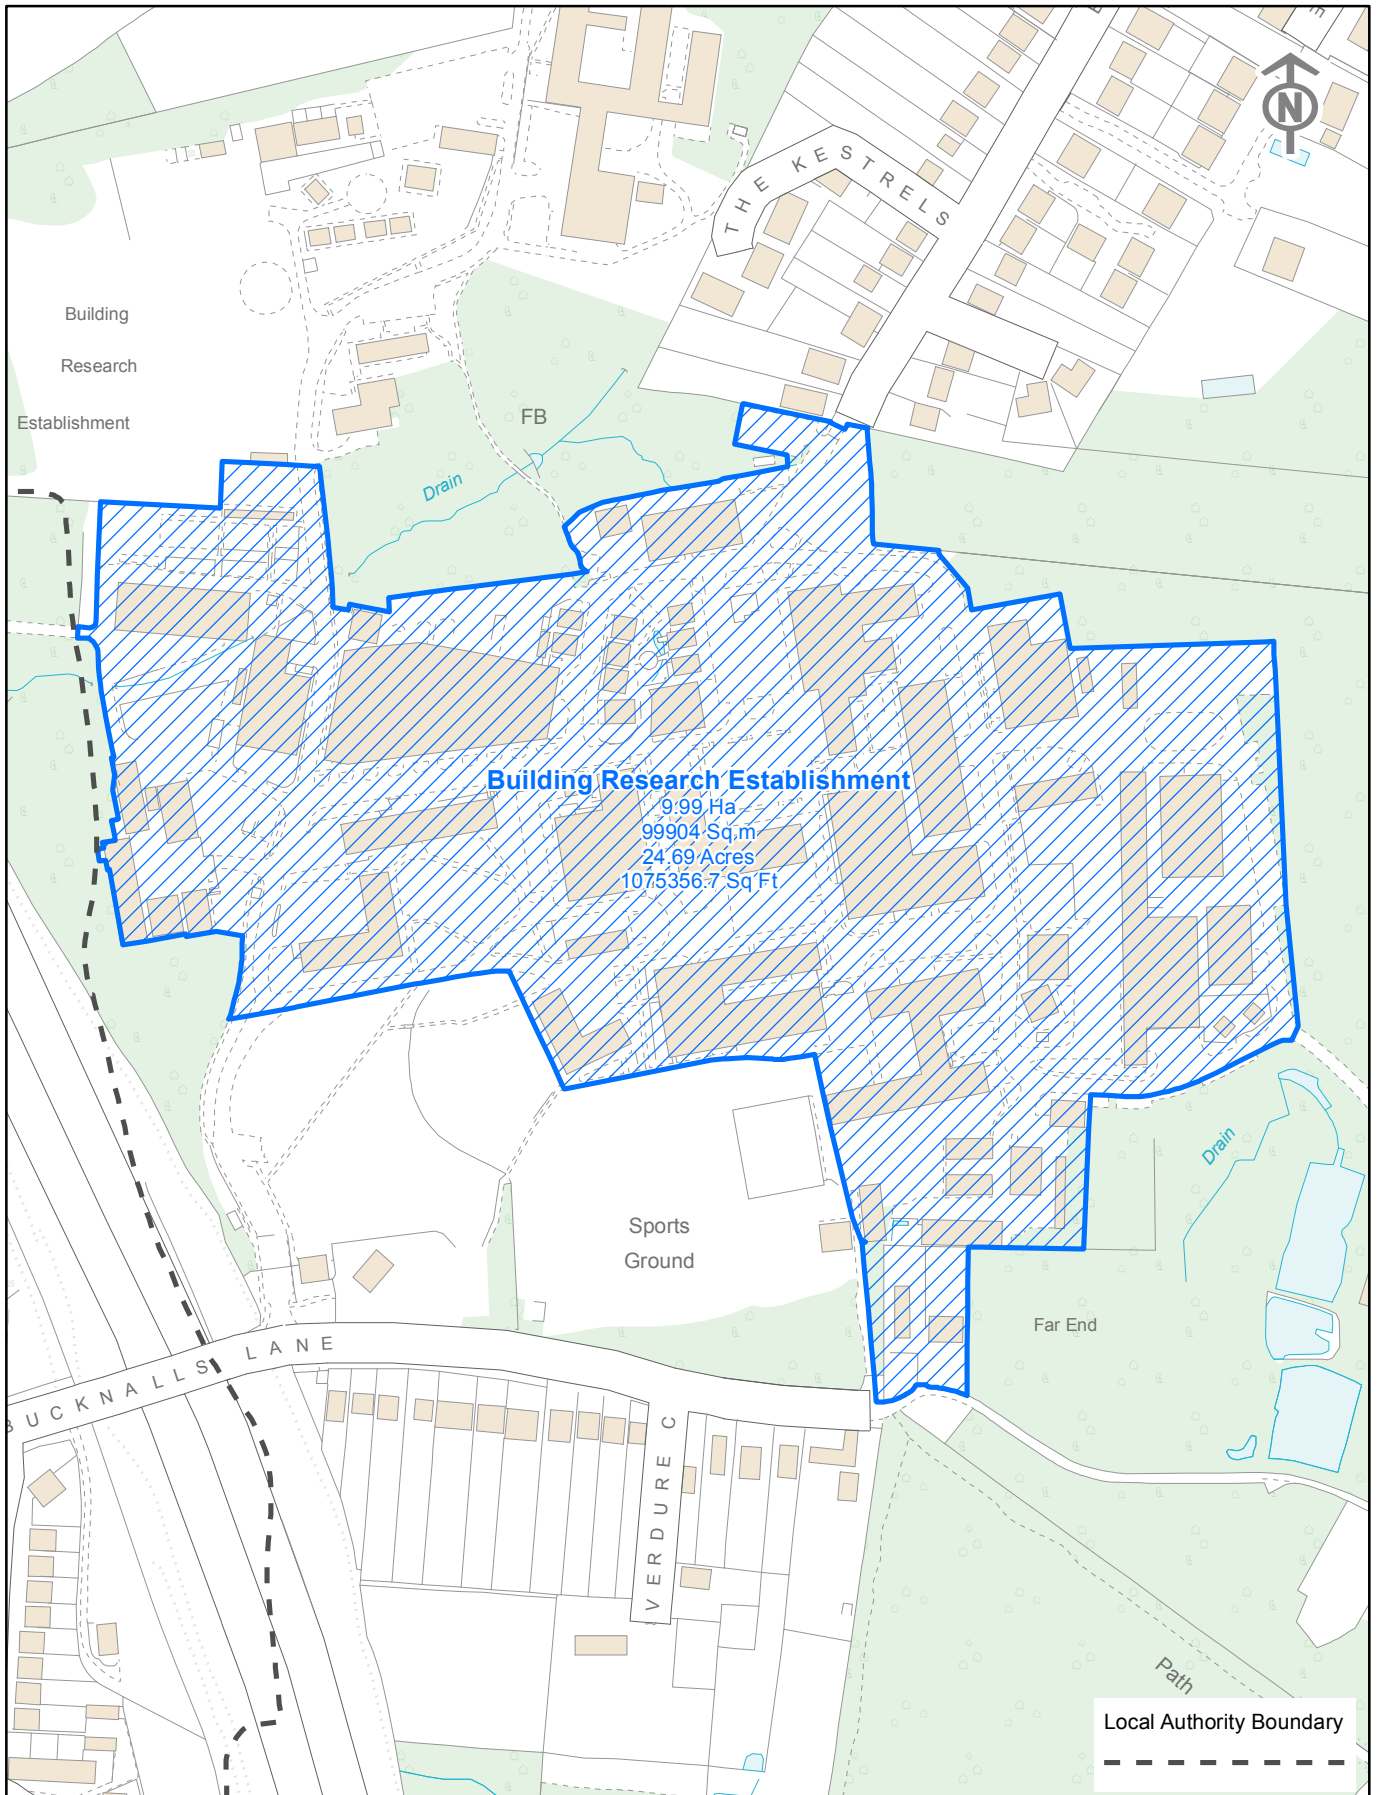 N
THE KESTRELS
Building
Research
Establishment
FB
Drain
Building Research Establishment
9.99 Ha
99904 Sq.m
24.69 Acres
1075356.7 Sq Ft
Drain
Sports
Ground
Far End
BUCKNALLS LANE
VERDURE C
Path
Local Authority Boundary